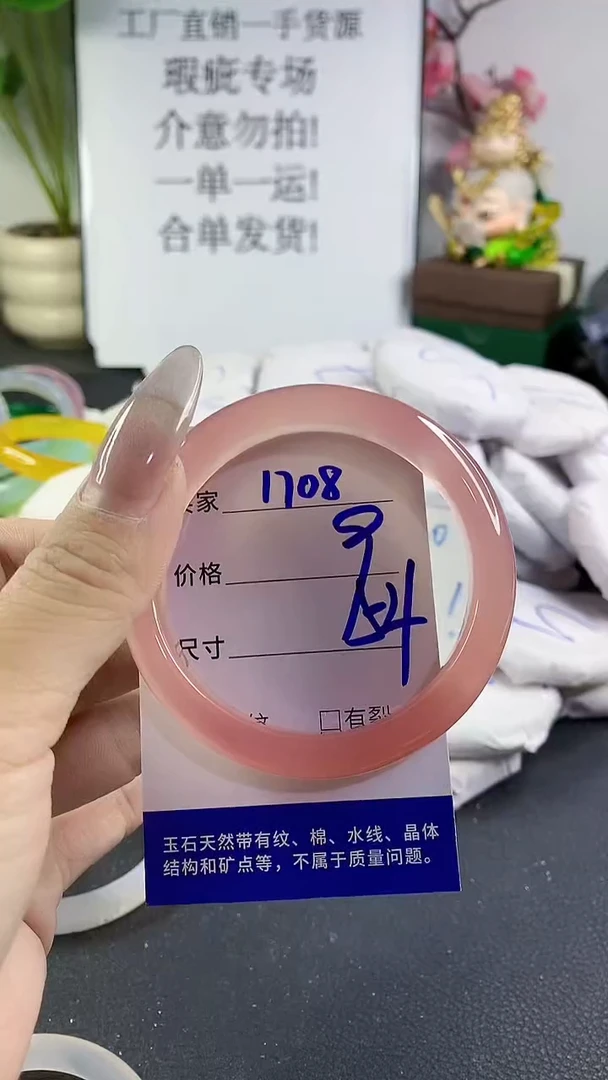 工厂直销一手货源
瑕疵专场
介意勿拍!
一单一运!
合单发货!
家 1708
价格
尺寸
纹 □有裂
玉石天然带有纹、棉、水线、晶体
结构和矿点等，不属于质量问题。